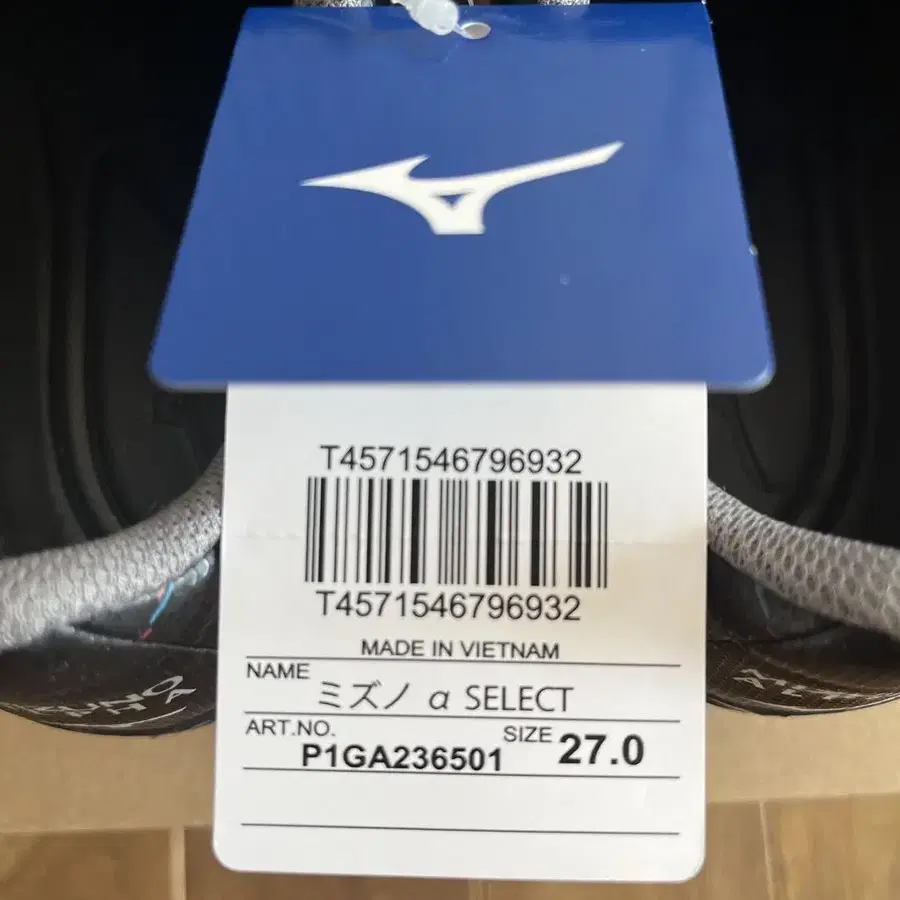 T4571546796932
T4571546796932
MADE IN VIETNAM
NAME
ミズノ α SELECT
ART.NO.
P1GA236501
SIZE 27.0